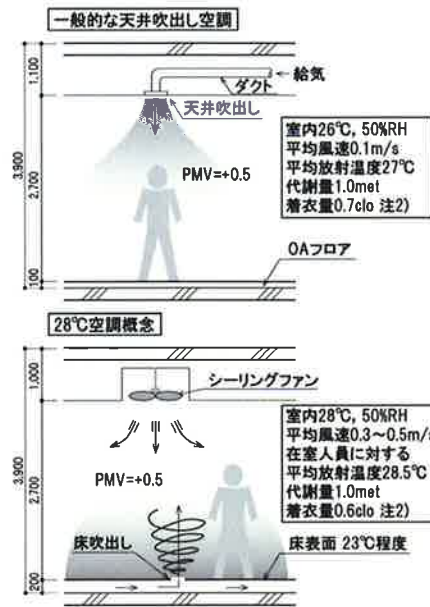 一般的な天井吹出し空調
1,100
3,900
2,700
100
給気
ダクト
天井吹出し
PMV=+0.5
室内26℃, 50%RH
平均風速0.1m/s
平均放射温度27℃
代謝量1.0met
着衣量0.7clo 注2)
OAフロア
28℃空調概念
1,000
3,900
2,700
200
シーリングファン
PMV=+0.5
室内28℃, 50%RH
平均風速0.3～0.5m/s
在室人員に対する
平均放射温度28.5℃
代謝量1.0met
着衣量0.6clo 注2)
床吹出し
床表面 23℃程度